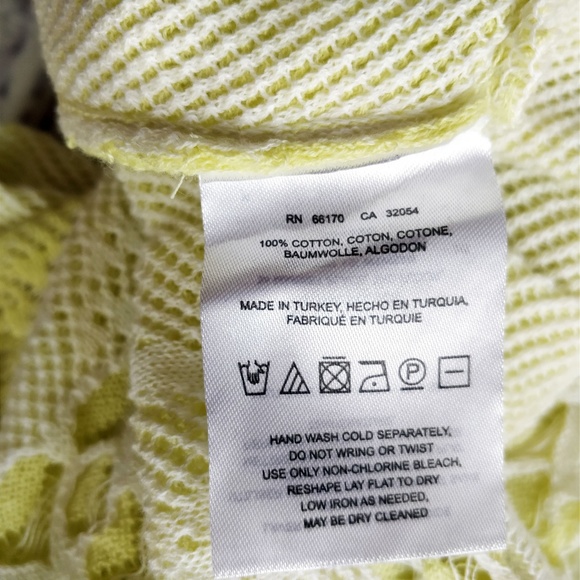 RN 66170 CA 32054
100% COTTON, COTON, COTONE,
BAUMWOLLE, ALGODON
MADE IN TURKEY, HECHO EN TURQUIA,
FABRIQUÉ EN TURQUIE
P
HAND WASH COLD SEPARATELY,
DO NOT WRING OR TWIST
USE ONLY NON-CHLORINE BLEACH,
RESHAPE LAY FLAT TO DRY
LOW IRON AS NEEDED,
MAY BE DRY CLEANED